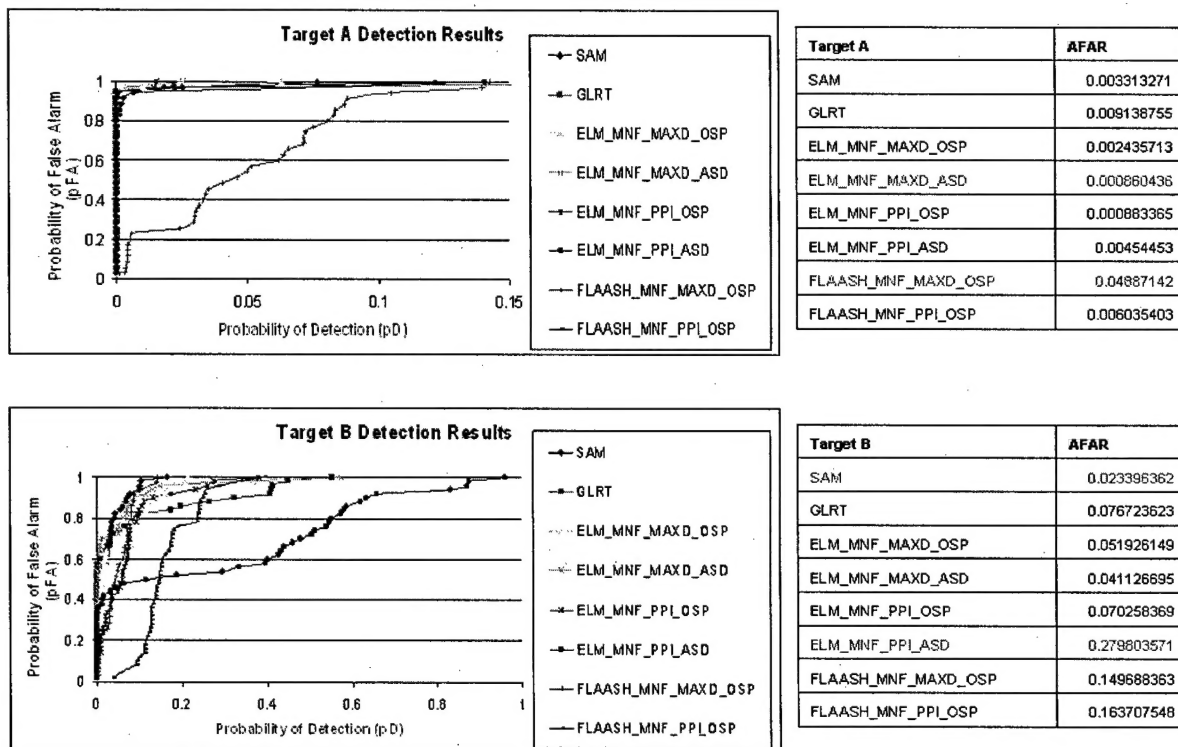 Target A Detection Results
1
0.8
0.6
0.4
0.2
0
Probability of False Alarm
(pFA)
0
0.05
0.1
0.15
Probability of Detection (pD)
SAM
GLRT
ELM_MNF_MAXD_OSP
ELM_MNF_MAXD_ASD
ELM_MNF_PPI_OSP
ELM_MNF_PPI_ASD
FLAASH_MNF_MAXD_OSP
FLAASH_MNF_PPI_OSP
Target A AFAR
SAM 0.003313271
GLRT 0.009138755
ELM_MNF_MAXD_OSP 0.002435713
ELM_MNF_MAXD_ASD 0.000860436
ELM_MNF_PPI_OSP 0.000883365
ELM_MNF_PPI_ASD 0.00454453
FLAASH_MNF_MAXD_OSP 0.04887142
FLAASH_MNF_PPI_OSP 0.006035403
Target B Detection Results
1
0.8
0.6
0.4
0.2
0
Probability of False Alarm
(pFA)
0
0.2
0.4
0.6
0.8
1
Probability of Detection (pD)
SAM
GLRT
ELM_MNF_MAXD_OSP
ELM_MNF_MAXD_ASD
ELM_MNF_PPI_OSP
ELM_MNF_PPI_ASD
FLAASH_MNF_MAXD_OSP
FLAASH_MNF_PPI_OSP
Target B AFAR
SAM 0.023396362
GLRT 0.076723623
ELM_MNF_MAXD_OSP 0.051926149
ELM_MNF_MAXD_ASD 0.041126695
ELM_MNF_PPI_OSP 0.070258369
ELM_MNF_PPI_ASD 0.279803571
FLAASH_MNF_MAXD_OSP 0.149688363
FLAASH_MNF_PPI_OSP 0.163707548